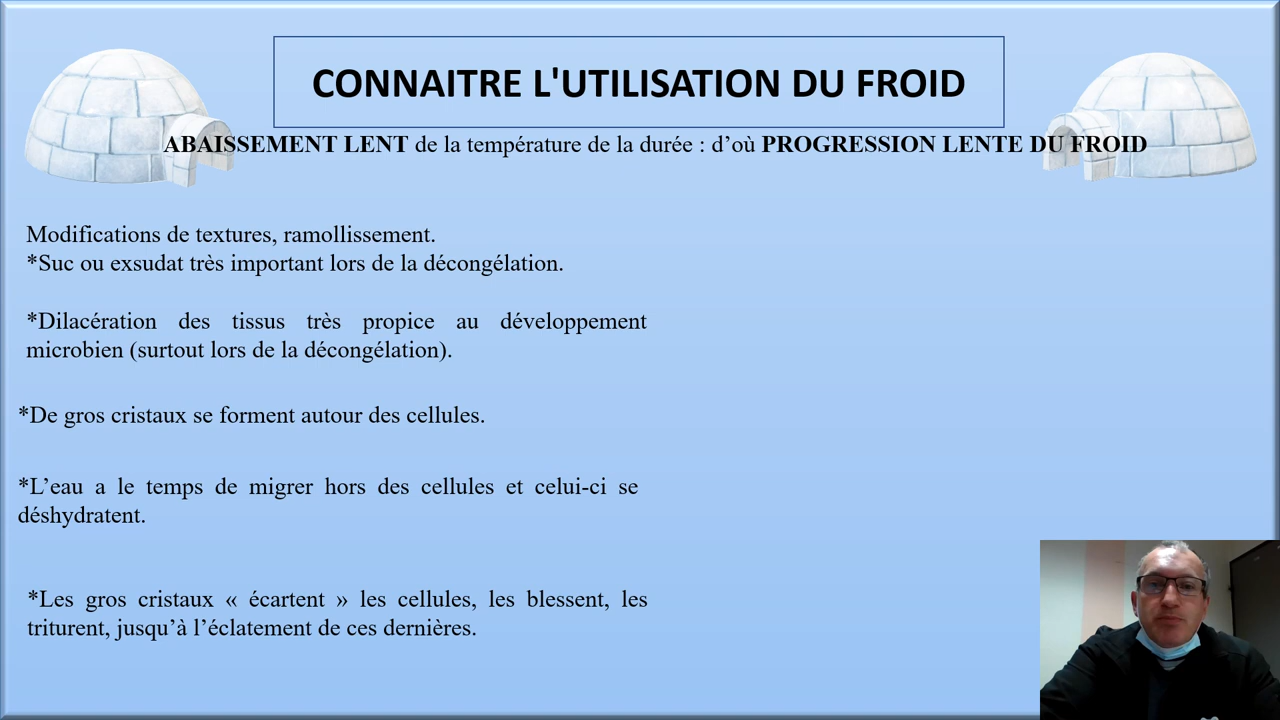 CONNAITRE L'UTILISATION DU FROID
ABAISSEMENT LENT de la température de la durée : d’où PROGRESSION LENTE DU FROID
Modifications de textures, ramollissement.
*Suc ou exsudat très important lors de la décongélation.
*Dilacération des tissus très propice au développement
microbien (surtout lors de la décongélation).
*De gros cristaux se forment autour des cellules.
*L’eau a le temps de migrer hors des cellules et celui-ci se
déshydratent.
*Les gros cristaux « écartent » les cellules, les blessent, les
triturent, jusqu’à l’éclatement de ces dernières.